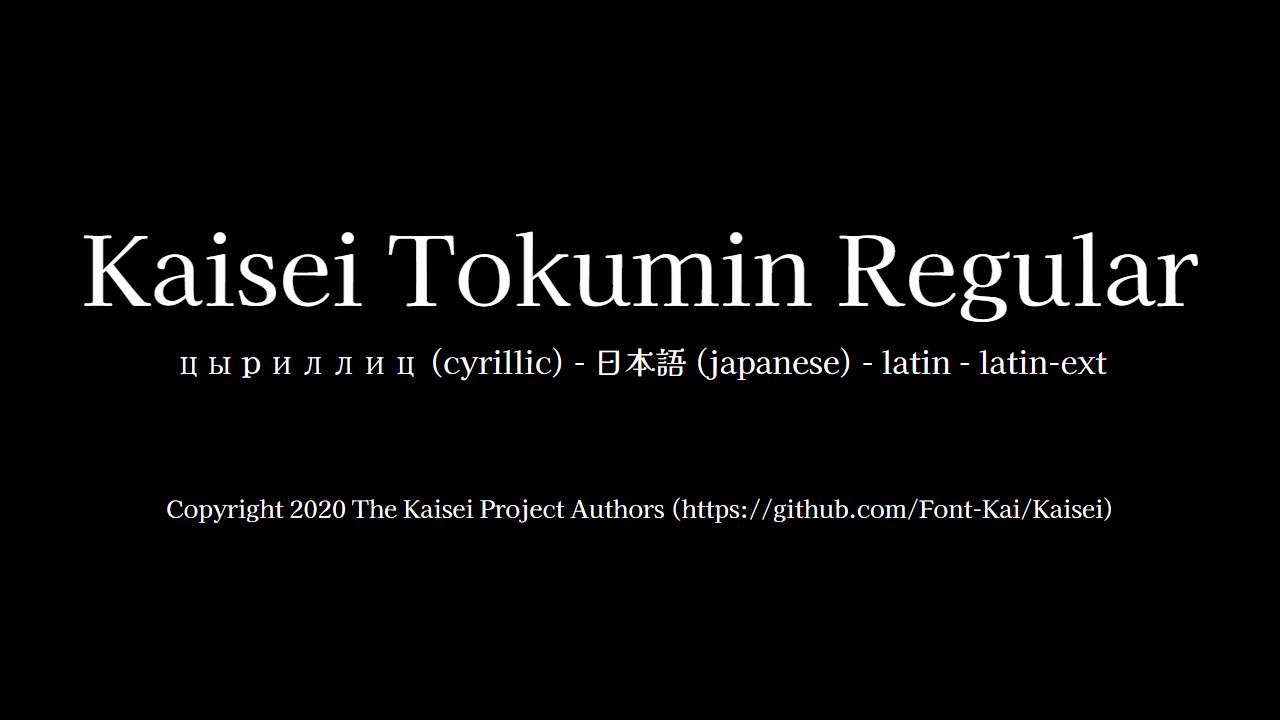 Kaisei Tokumin Regular
цыриллиц (cyrillic) - 日本語 (japanese) - latin - latin-ext
Copyright 2020 The Kaisei Project Authors (https://github.com/Font-Kai/Kaisei)